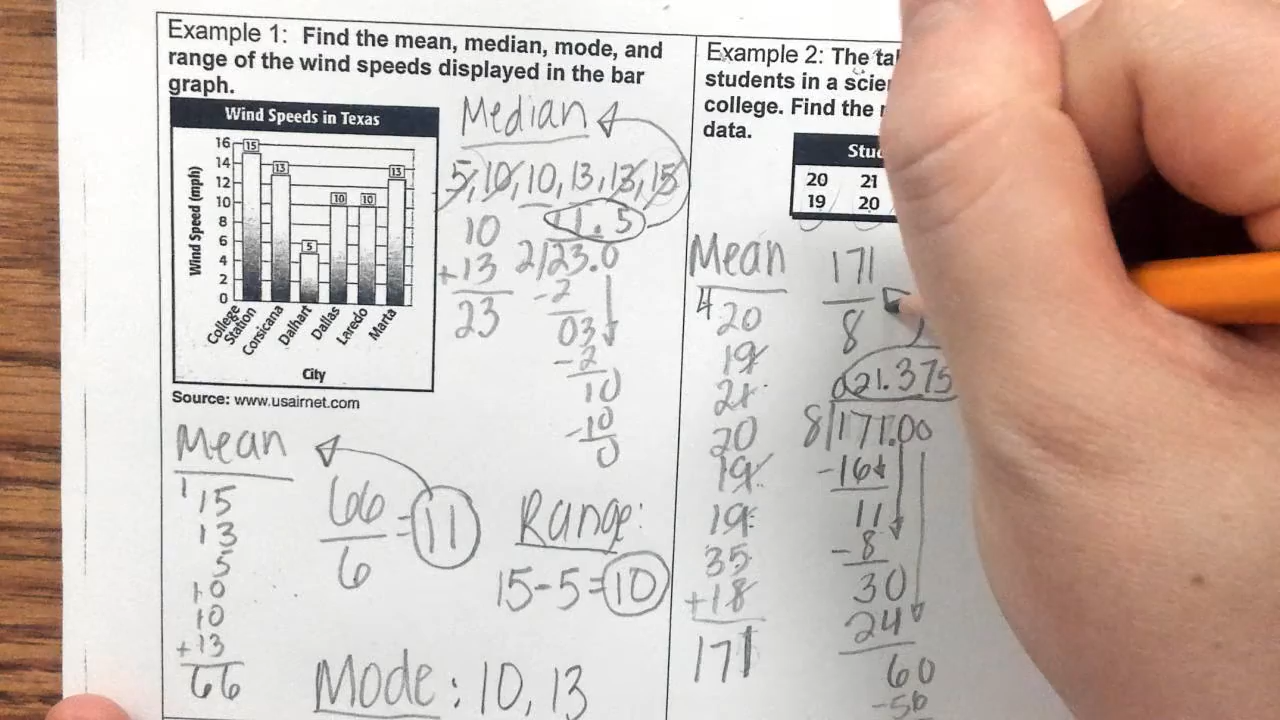 Example 1: Find the mean, median, mode, and
range of the wind speeds displayed in the bar
graph.
Wind Speeds in Texas
Wind Speed (mph)
16
14
12
10
8
6
4
2
0
15
13
5
10
10
13
College Station
Corsicana
Dalhart
Dallas
Laredo
Marta
City
Source: www.usairnet.com
Median
5, 10, 10, 13, 13, 15
10
+13
23
11.5
2)23.0
-2
03
-2
10
-10
0
Mean
1
15
13
5
10
10
+13
66
66
6
=11
Range:
15-5=10
Mode: 10, 13
Example 2: The
students in a
college. Find the
data.
20 21
19 20
Mean
4
20
19
21
20
19
19
35
+18
171
171
8
21.375
8)171.00
-16
11
-8
30
24
60
-56